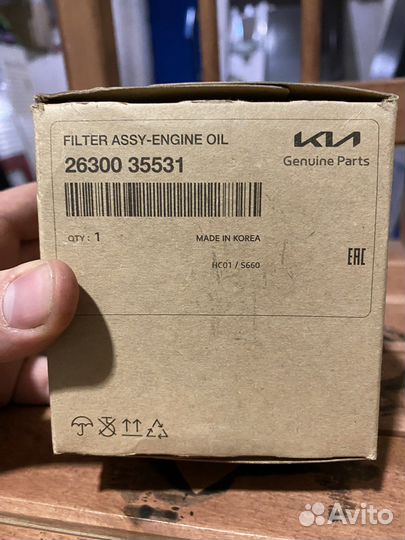 FILTER ASSY-ENGINE OIL
26300 35531
KIA
Genuine Parts
QTY : 1
MADE IN KOREA
HC01 / S660
EAC
Avito